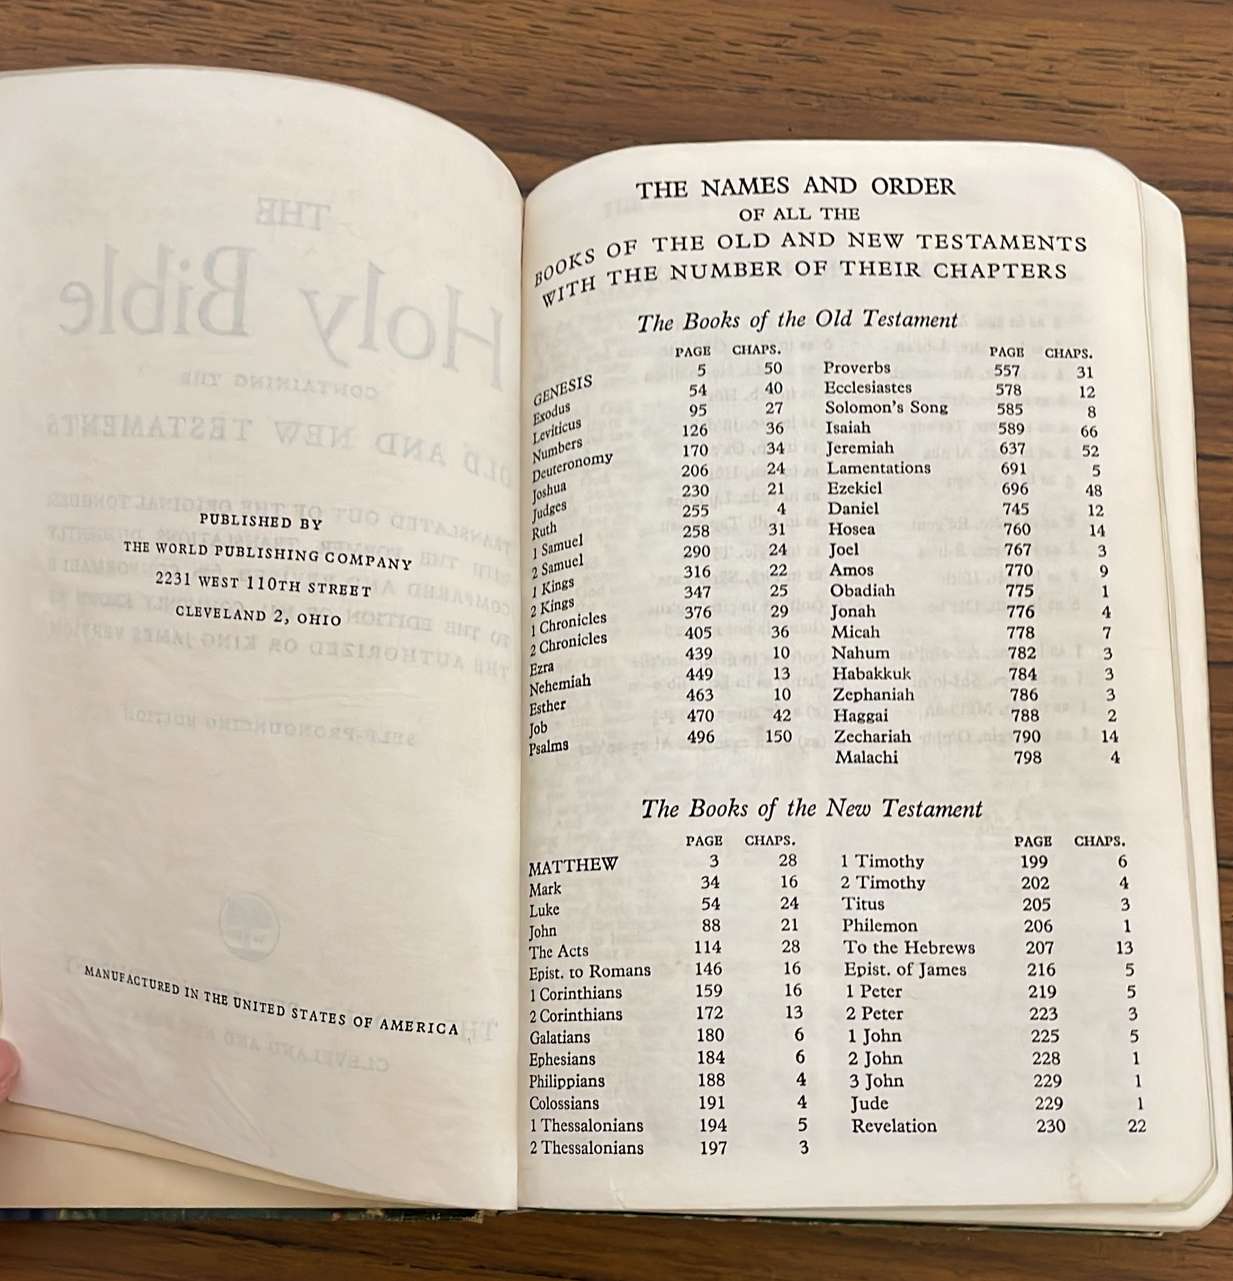 PUBLISHED BY
THE WORLD PUBLISHING COMPANY
2231 WEST 110TH STREET
CLEVELAND 2, OHIO
MANUFACTURED IN THE UNITED STATES OF AMERICA
THE NAMES AND ORDER
OF ALL THE
BOOKS OF THE OLD AND NEW TESTAMENTS
WITH THE NUMBER OF THEIR CHAPTERS
The Books of the Old Testament
PAGE CHAPS.
GENESIS 5 50
Exodus 54 40
Leviticus 95 27
Numbers 126 36
Deuteronomy 170 34
Joshua 206 24
Judges 230 21
Ruth 255 4
1 Samuel 258 31
2 Samuel 290 24
1 Kings 316 22
2 Kings 347 25
1 Chronicles 376 29
2 Chronicles 405 36
Ezra 439 10
Nehemiah 449 13
Esther 463 10
Job 470 42
Psalms 496 150
PAGE CHAPS.
Proverbs 557 31
Ecclesiastes 578 12
Solomon's Song 585 8
Isaiah 589 66
Jeremiah 637 52
Lamentations 691 5
Ezekiel 696 48
Daniel 745 12
Hosea 760 14
Joel 767 3
Amos 770 9
Obadiah 775 1
Jonah 776 4
Micah 778 7
Nahum 782 3
Habakkuk 784 3
Zephaniah 786 3
Haggai 788 2
Zechariah 790 14
Malachi 798 4
The Books of the New Testament
PAGE CHAPS.
MATTHEW 3 28
Mark 34 16
Luke 54 24
John 88 21
The Acts 114 28
Epist. to Romans 146 16
1 Corinthians 159 16
2 Corinthians 172 13
Galatians 180 6
Ephesians 184 6
Philippians 188 4
Colossians 191 4
1 Thessalonians 194 5
2 Thessalonians 197 3
PAGE CHAPS.
1 Timothy 199 6
2 Timothy 202 4
Titus 205 3
Philemon 206 1
To the Hebrews 207 13
Epist. of James 216 5
1 Peter 219 5
2 Peter 223 3
1 John 225 5
2 John 228 1
3 John 229 1
Jude 229 1
Revelation 230 22